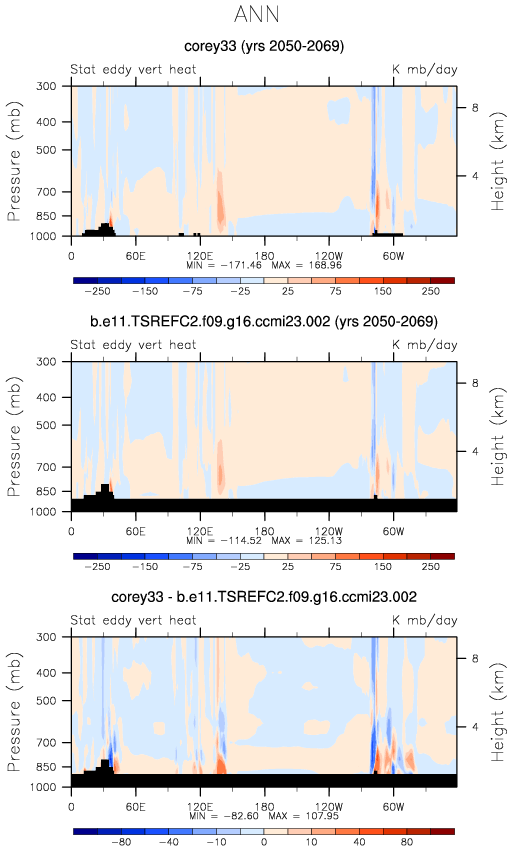 ANN
corey33 (yrs 2050-2069)
Stat eddy vert heat K mb/day
300
400
500
700
850
1000
Pressure (mb)
8
4
Height (km)
0 60E 120E 180 120W 60W
MIN = -171.46 MAX = 168.96
-250 -150 -75 -25 25 75 150 250
b.e11.TSREFC2.f09.g16.ccmi23.002 (yrs 2050-2069)
Stat eddy vert heat K mb/day
300
400
500
700
850
1000
Pressure (mb)
8
4
Height (km)
0 60E 120E 180 120W 60W
MIN = -114.52 MAX = 125.13
-250 -150 -75 -25 25 75 150 250
corey33 - b.e11.TSREFC2.f09.g16.ccmi23.002
Stat eddy vert heat K mb/day
300
400
500
700
850
1000
Pressure (mb)
8
4
Height (km)
0 60E 120E 180 120W 60W
MIN = -82.60 MAX = 107.95
-80 -40 -10 0 10 40 80